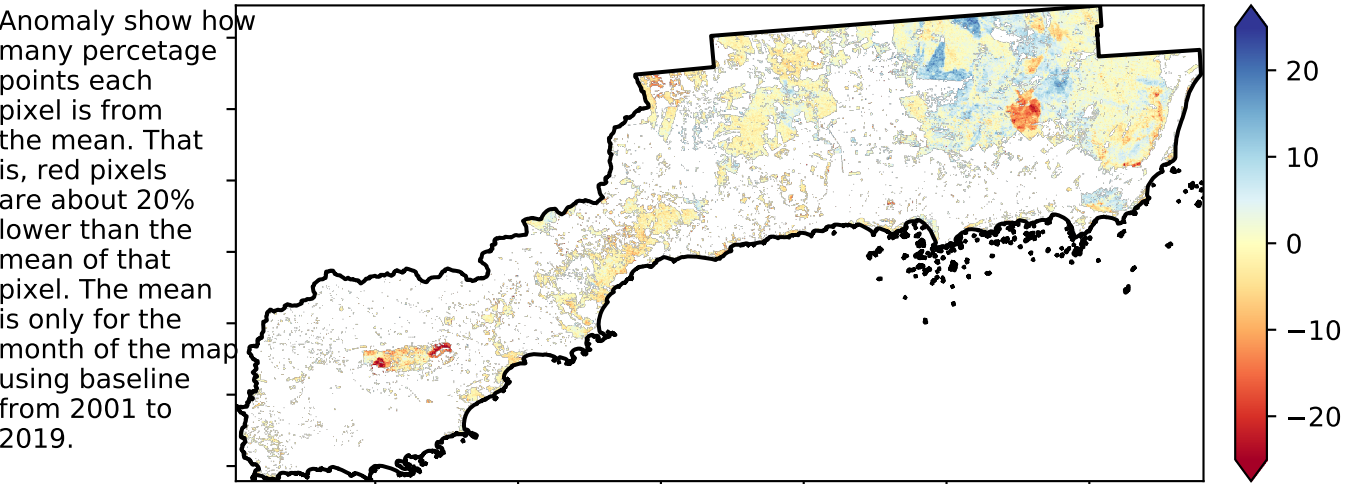 Anomaly show how
many percetage
points each
pixel is from
the mean. That
is, red pixels
are about 20%
lower than the
mean of that
pixel. The mean
is only for the
month of the map
using baseline
from 2001 to
2019.
20
10
0
−10
−20